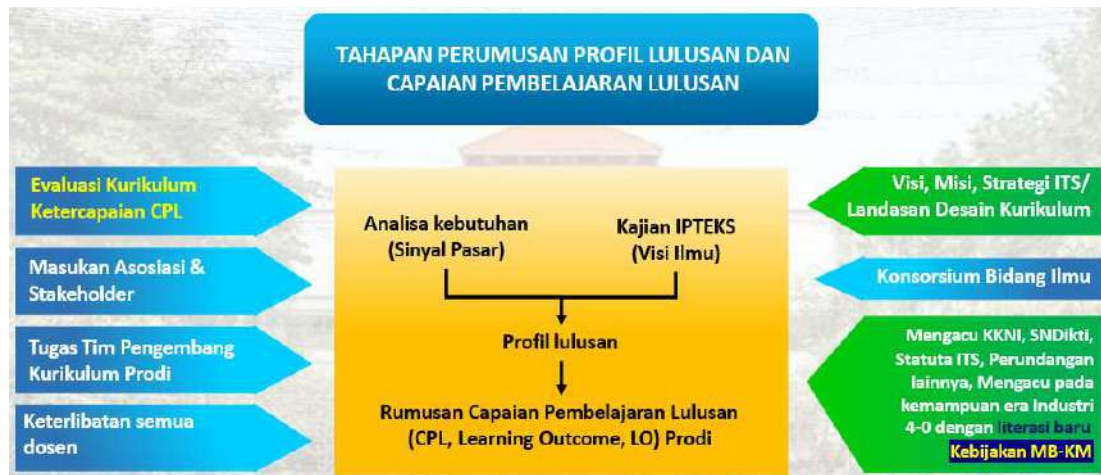 TAHAPAN PERUMUSAN PROFIL LULUSAN DAN
CAPAIAN PEMBELAJARAN LULUSAN
Evaluasi Kurikulum
Ketercapaian CPL
Masukan Asosiasi &
Stakeholder
Tugas Tim Pengembang
Kurikulum Prodi
Keterlibatan semua
dosen
Analisa kebutuhan
(Sinyal Pasar)
Kajian IPTEKS
(Visi Ilmu)
Profil lulusan
Rumusan Capaian Pembelajaran Lulusan
(CPL, Learning Outcome, LO) Prodi
Visi, Misi, Strategi ITS/
Landasan Desain Kurikulum
Konsorsium Bidang Ilmu
Mengacu KKNI, SNDikti,
Statuta ITS, Perundangan
lainnya, Mengacu pada
kemampuan era Industri
4-0 dengan literasi baru
Kebijakan MB-KM